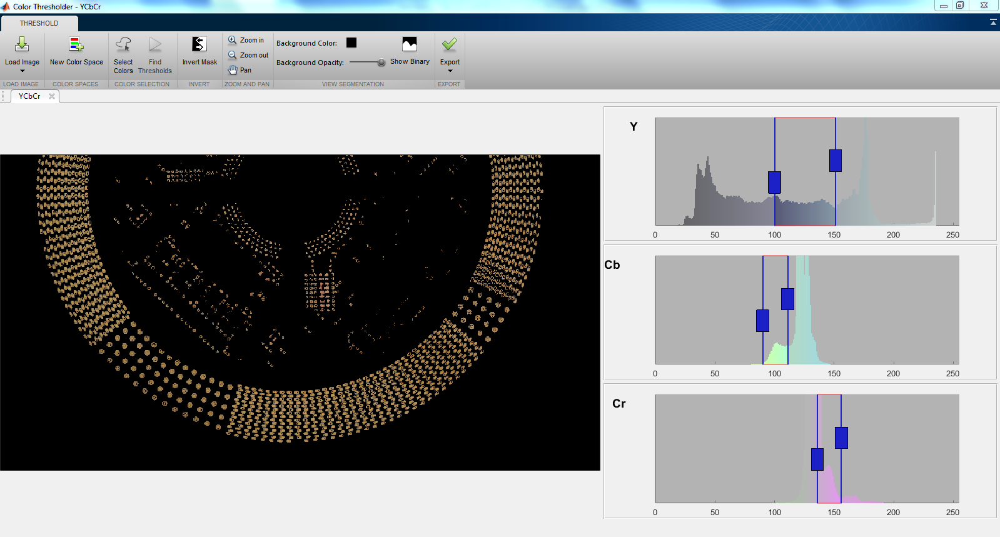 Color Thresholder - YCbCr
THRESHOLD
Load Image
New Color Space
Select Colors
Find Thresholds
Invert Mask
Zoom in
Zoom out
Pan
Background Color:
Background Opacity:
Show Binary
Export
LOAD IMAGE
COLOR SPACES
COLOR SELECTION
INVERT
ZOOM AND PAN
VIEW SEGMENTATION
EXPORT
YCbCr
Y
0 50 100 150 200 250
Cb
0 50 100 150 200 250
Cr
0 50 100 150 200 250